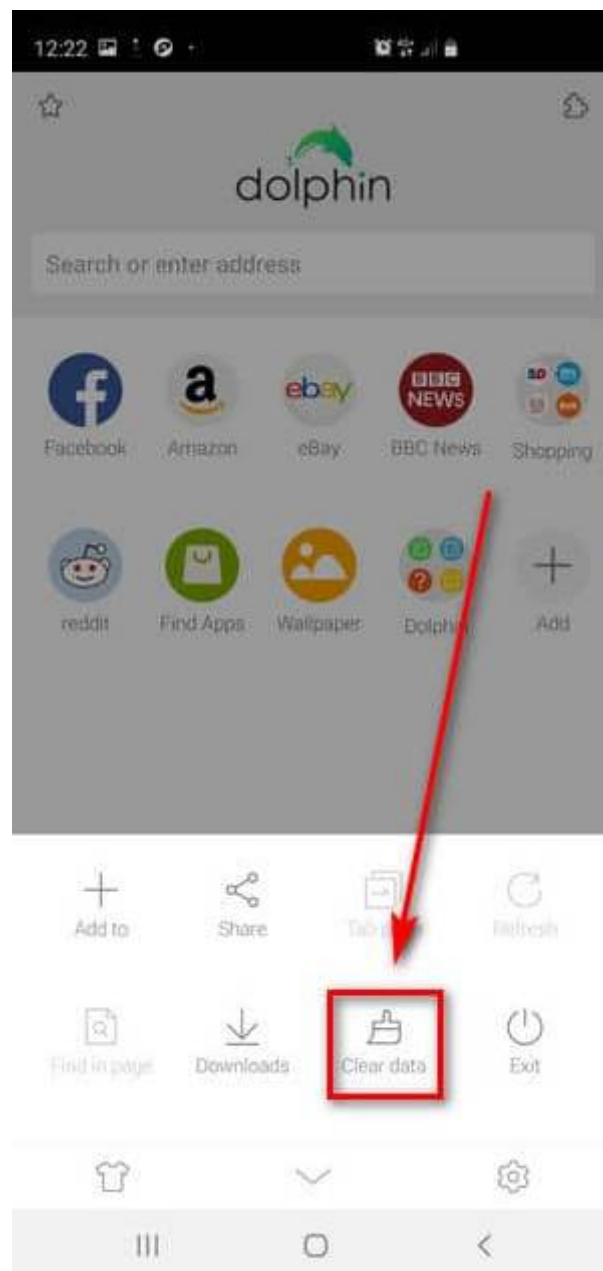 12:22
dolphin
Search or enter address
a
ebay
BBC
NEWS
Facebook Amazon eBay BBC News Shopping
reddit Find Apps Wallpaper Dolphin Add
Add to Share Refresh
Find in page Downloads Clear data Exit